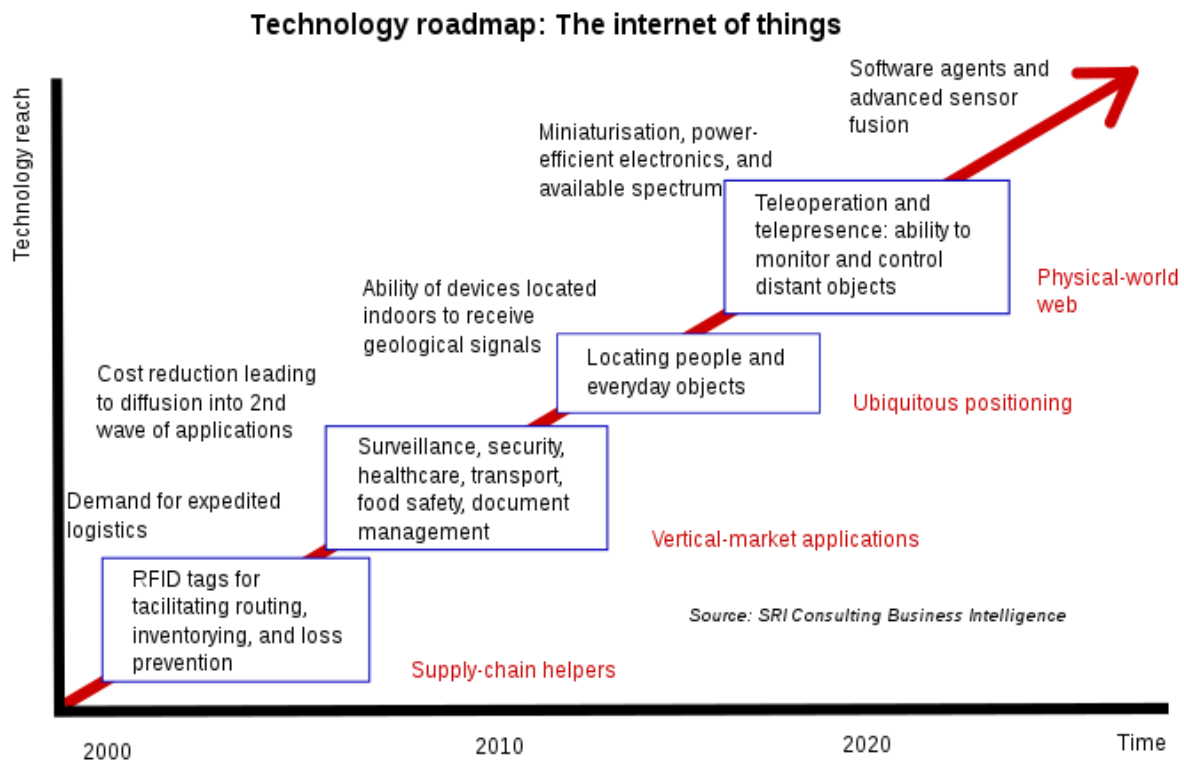 Technology roadmap: The internet of things
Technology reach
Software agents and
advanced sensor
fusion
Miniaturisation, power-
efficient electronics, and
available spectrum
Teleoperation and
telepresence: ability to
monitor and control
distant objects
Physical-world
web
Ability of devices located
indoors to receive
geological signals
Locating people and
everyday objects
Ubiquitous positioning
Cost reduction leading
to diffusion into 2nd
wave of applications
Surveillance, security,
healthcare, transport,
food safety, document
management
Vertical-market applications
Demand for expedited
logistics
RFID tags for
tacilitating routing,
inventorying, and loss
prevention
Supply-chain helpers
Source: SRI Consulting Business Intelligence
2000
2010
2020
Time